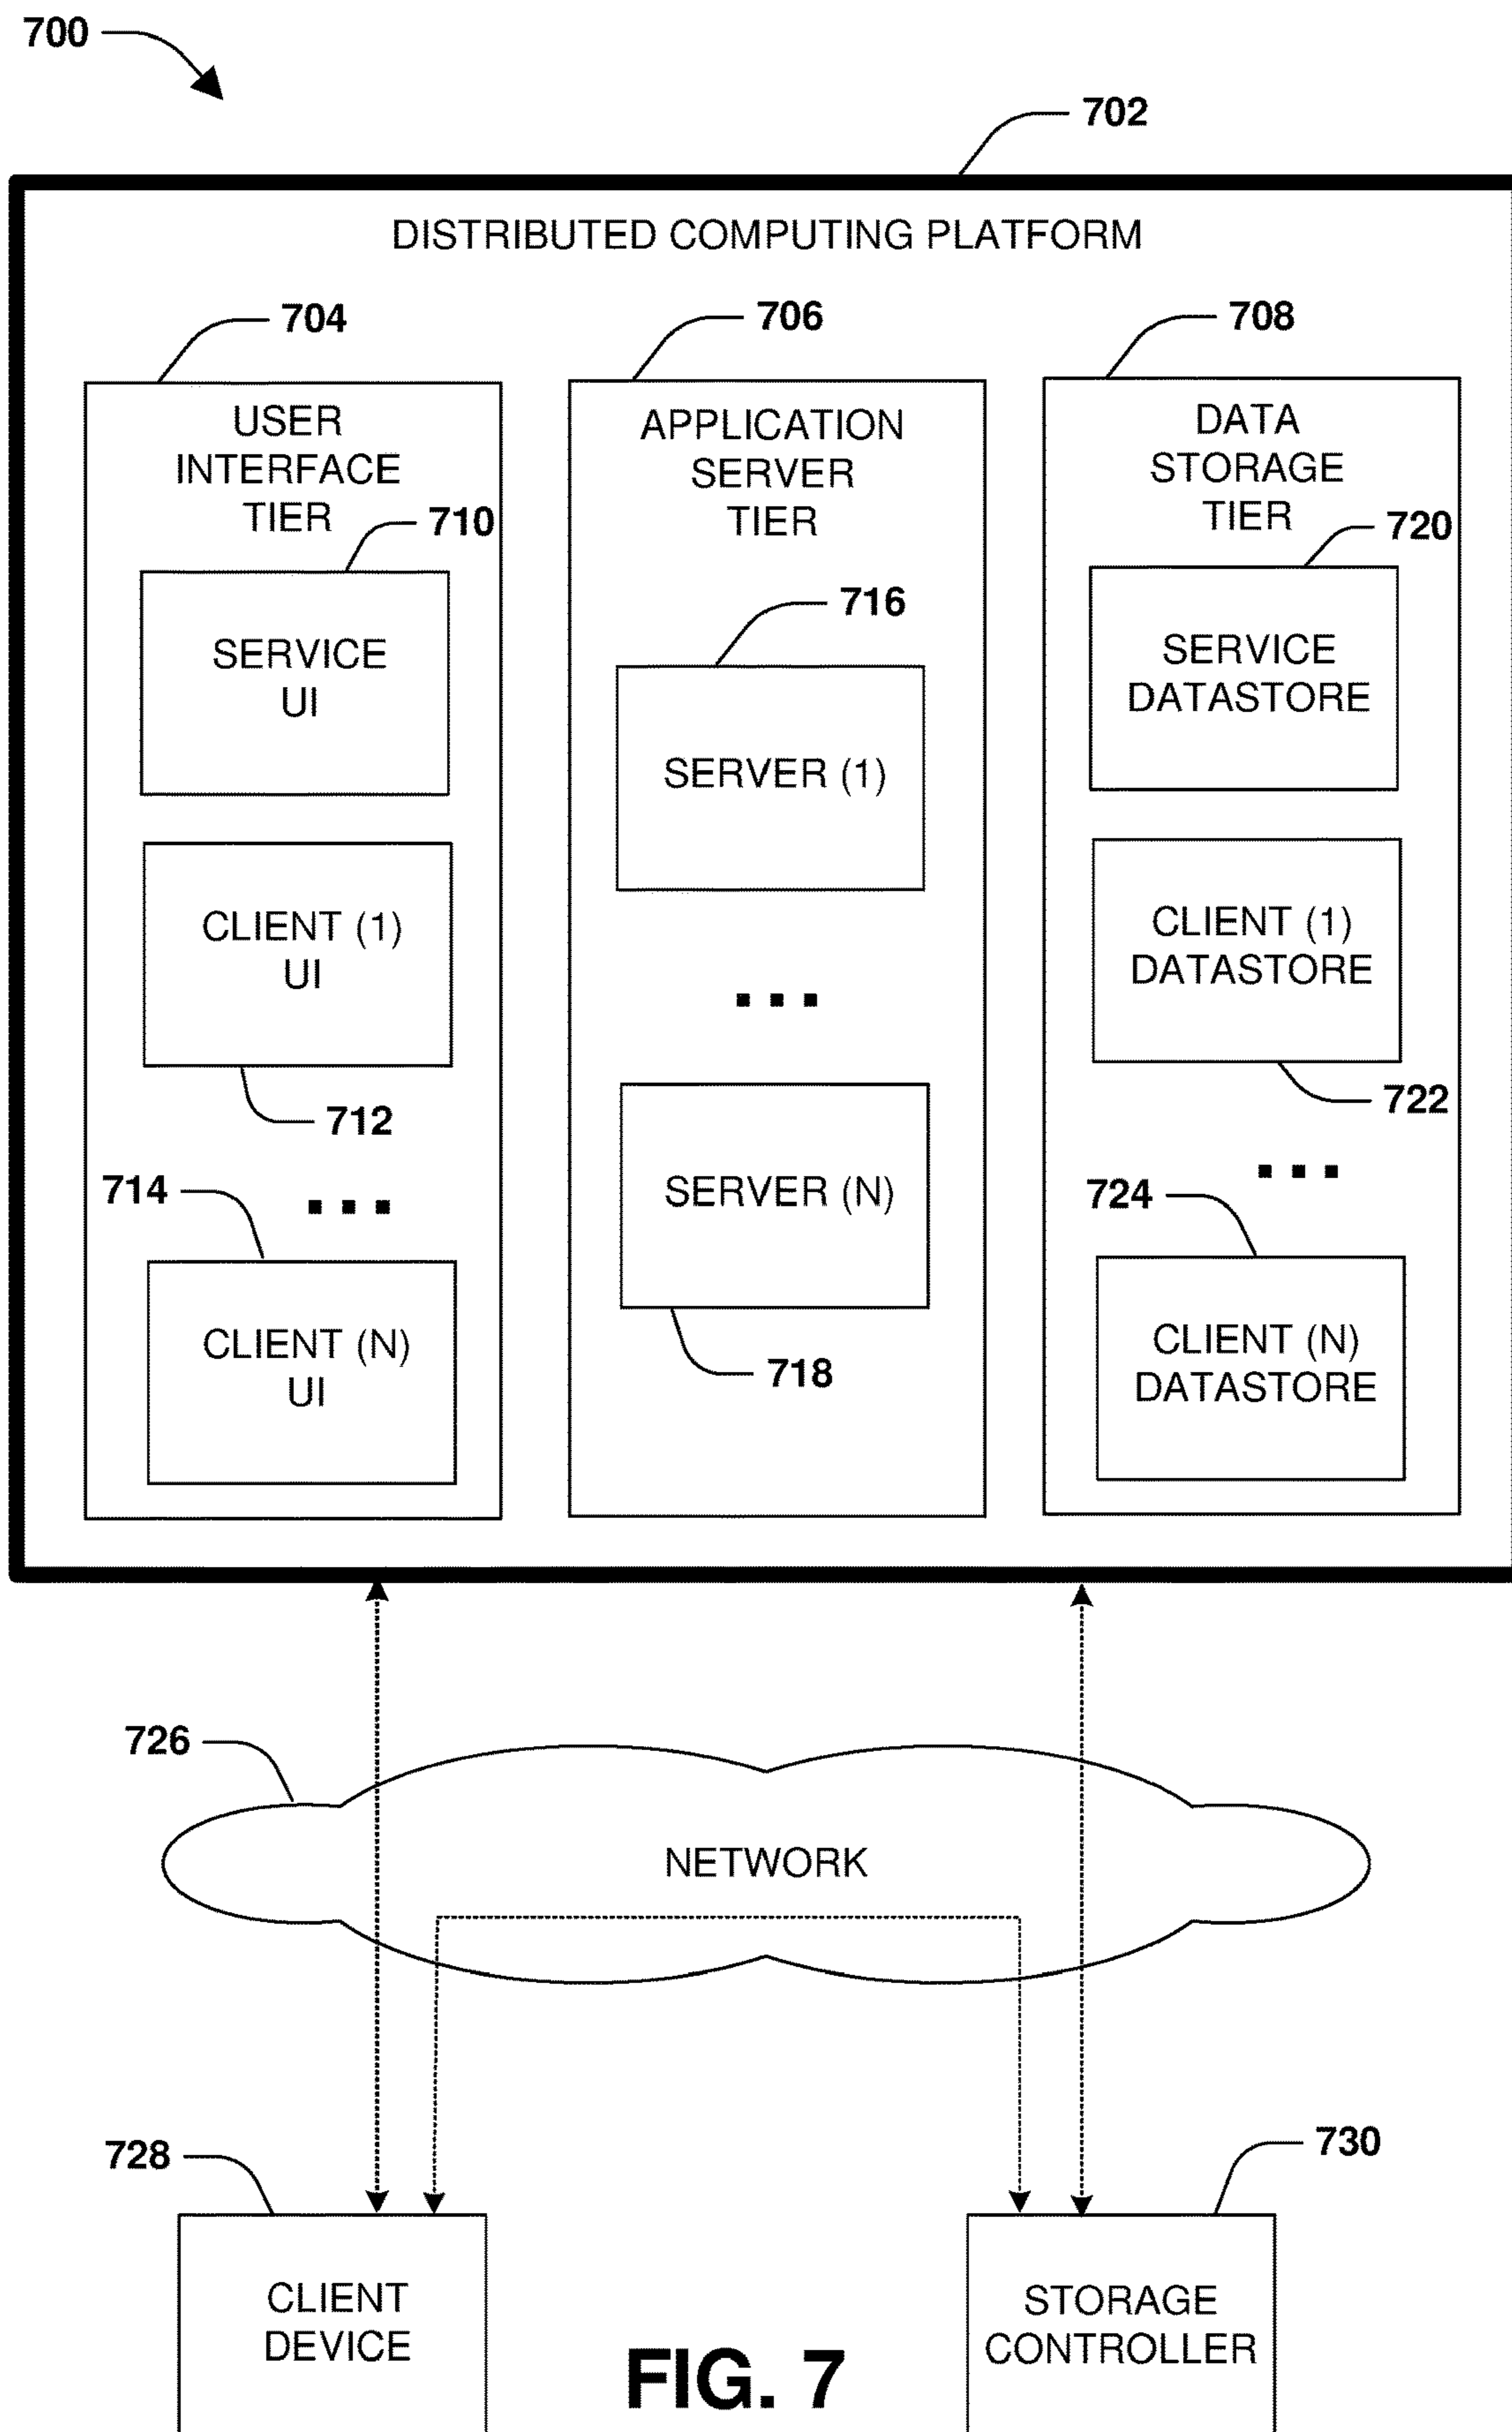 700
702
DISTRIBUTED COMPUTING PLATFORM
704
706
708
USER
INTERFACE
TIER
710
SERVICE
UI
CLIENT (1)
UI
712
714
...
CLIENT (N)
UI
APPLICATION
SERVER
TIER
716
SERVER (1)
...
SERVER (N)
718
DATA
STORAGE
TIER
720
SERVICE
DATASTORE
CLIENT (1)
DATASTORE
722
...
724
CLIENT (N)
DATASTORE
726
NETWORK
728
730
CLIENT
DEVICE
STORAGE
CONTROLLER
FIG. 7